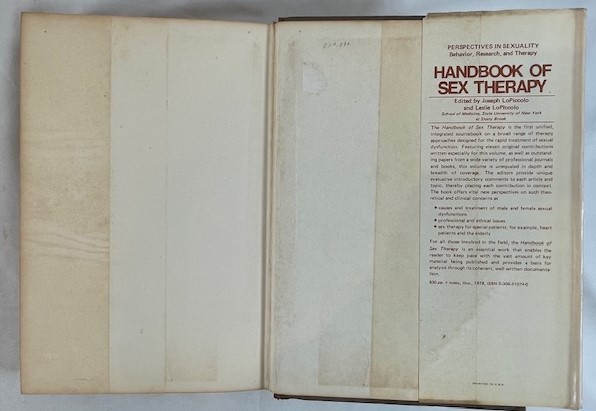 PERSPECTIVES IN SEXUALITY
Behavior, Research, and Therapy
HANDBOOK OF
SEX THERAPY
Edited by Joseph LoPiccolo
and Leslie LoPiccolo
School of Medicine, State University of New York
at Stony Brook
The Handbook of Sex Therapy is the first unified,
integrated sourcebook on a broad range of therapy
approaches designed for the rapid treatment of sexual
dysfunction. Featuring eleven original contributions
written especially for this volume, as well as outstand-
ing papers from a wide variety of professional journals
and books, this volume is unequaled in depth and
breadth of coverage. The editors provide unique
evaluative introductory comments to each article and
topic, thereby placing each contribution in context.
The book offers vital new perspectives on such theo-
retical and clinical concerns as
• causes and treatment of male and female sexual
dysfunctions
• professional and ethical issues
• sex therapy for special patients, for example, heart
patients and the elderly
For all those involved in the field, the Handbook of
Sex Therapy is an essential work that enables the
reader to keep pace with the vast amount of key
material being published and provides a basis for
analysis through its coherent, well-written documenta-
tion.
530 pp. + index, illus., 1978, ISBN
PRINTED IN U.S.A.